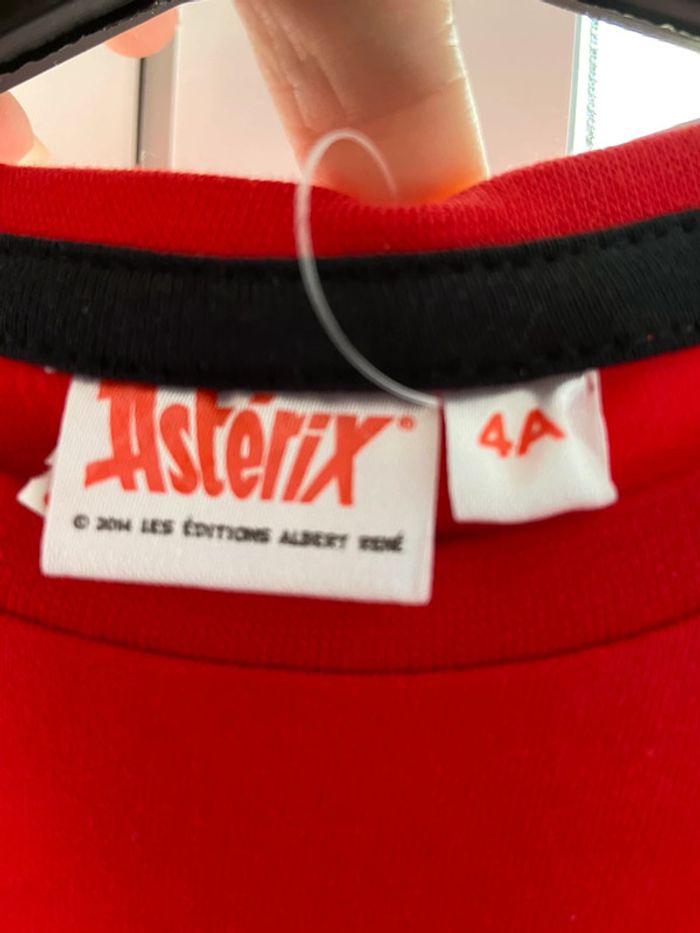 Astérix®
© 2014 LES ÉDITIONS ALBERT RENÉ
4A